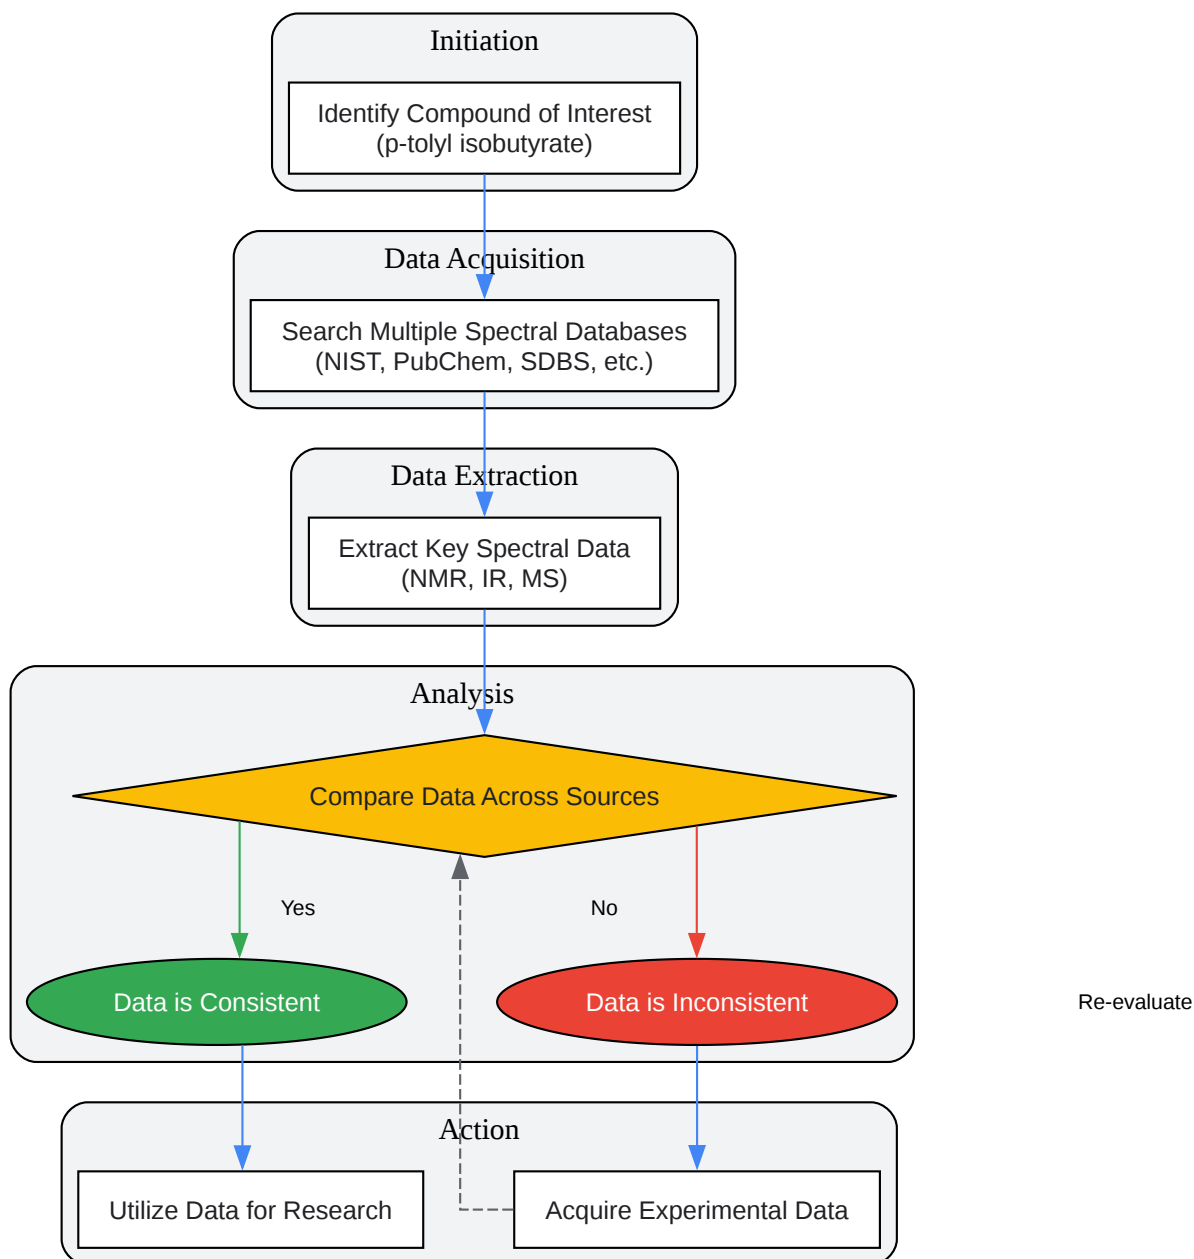 Initiation
Identify Compound of Interest
(p-tolyl isobutyrate)
Data Acquisition
Search Multiple Spectral Databases
(NIST, PubChem, SDBS, etc.)
Data Extraction
Extract Key Spectral Data
(NMR, IR, MS)
Analysis
Compare Data Across Sources
Yes
No
Data is Consistent
Data is Inconsistent
Re-evaluate
Action
Utilize Data for Research
Acquire Experimental Data